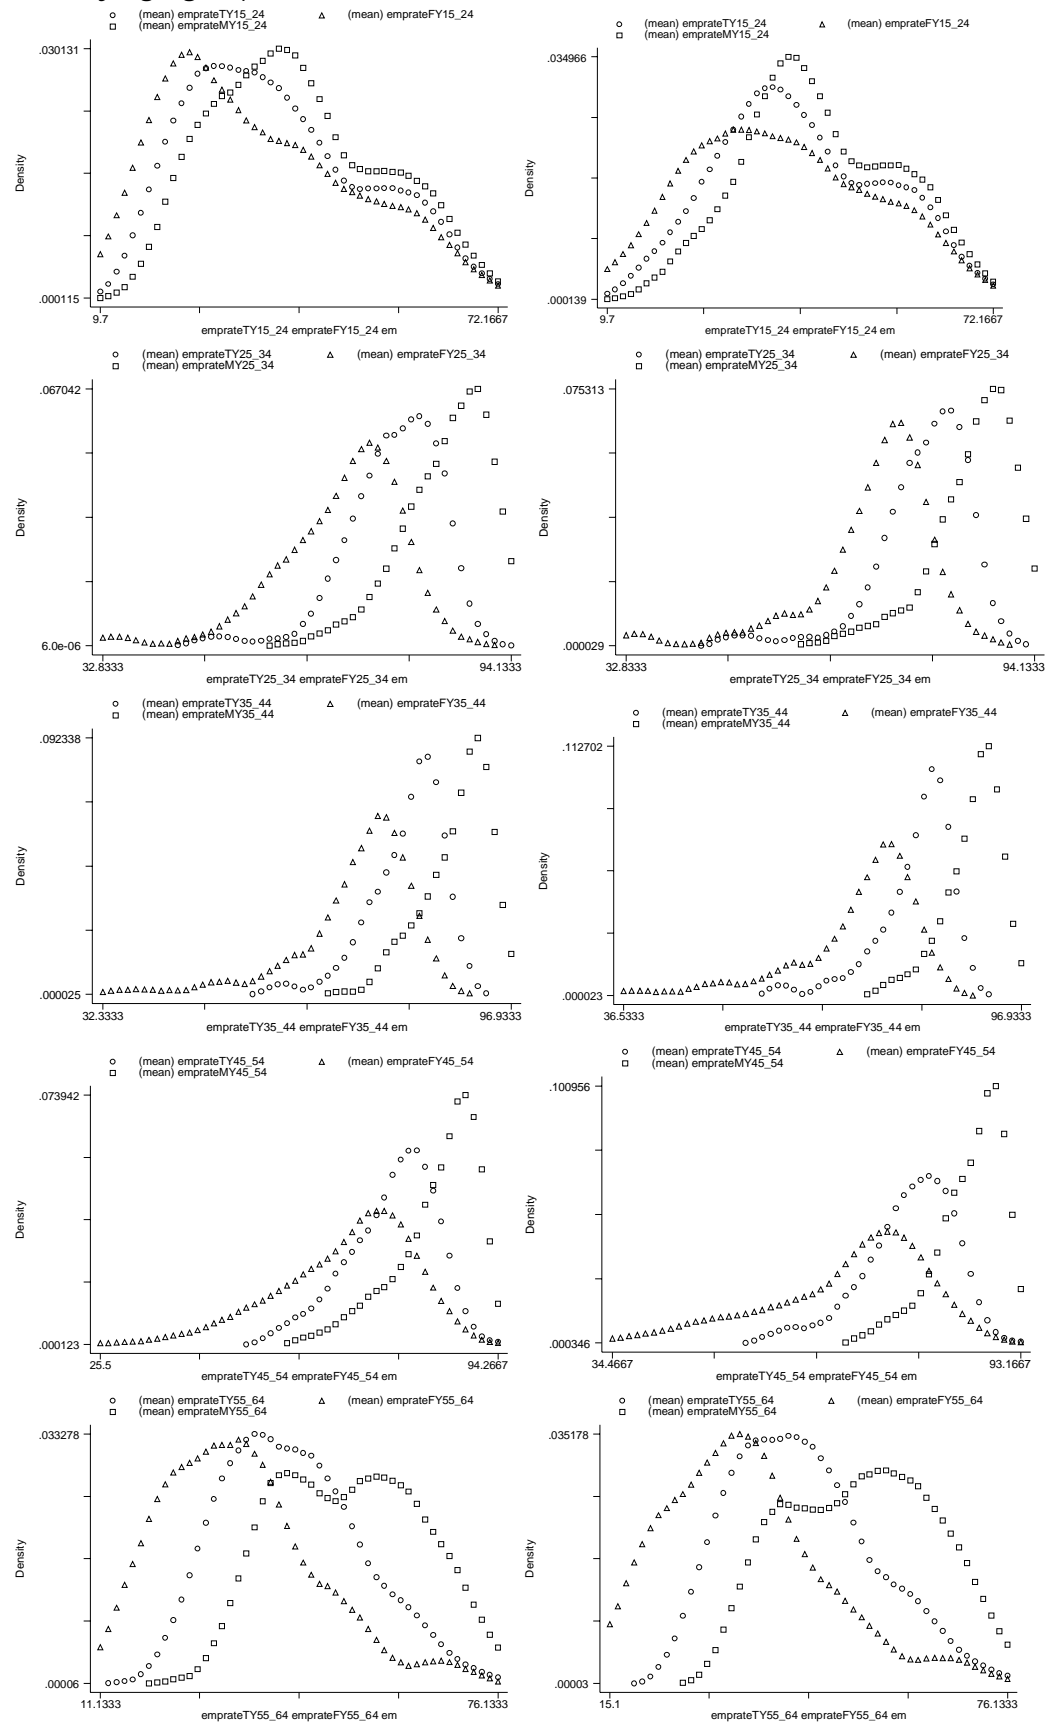 (mean) emprateTY15_24 (mean) emprateFY15_24
(mean) emprateMY15_24
.030131
Density
.000115
9.7 72.1667
emprateTY15_24 emprateFY15_24 em
(mean) emprateTY15_24 (mean) emprateFY15_24
(mean) emprateMY15_24
.034966
Density
.000139
9.7 72.1667
emprateTY15_24 emprateFY15_24 em
(mean) emprateTY25_34 (mean) emprateFY25_34
(mean) emprateMY25_34
.067042
Density
6.0e-06
32.8333 94.1333
emprateTY25_34 emprateFY25_34 em
(mean) emprateTY25_34 (mean) emprateFY25_34
(mean) emprateMY25_34
.075313
Density
.000029
32.8333 94.1333
emprateTY25_34 emprateFY25_34 em
(mean) emprateTY35_44 (mean) emprateFY35_44
(mean) emprateMY35_44
.092338
Density
.000025
32.3333 96.9333
emprateTY35_44 emprateFY35_44 em
(mean) emprateTY35_44 (mean) emprateFY35_44
(mean) emprateMY35_44
.112702
Density
.000023
36.5333 96.9333
emprateTY35_44 emprateFY35_44 em
(mean) emprateTY45_54 (mean) emprateFY45_54
(mean) emprateMY45_54
.073942
Density
.000123
25.5 94.2667
emprateTY45_54 emprateFY45_54 em
(mean) emprateTY45_54 (mean) emprateFY45_54
(mean) emprateMY45_54
.100956
Density
.000346
34.4667 93.1667
emprateTY45_54 emprateFY45_54 em
(mean) emprateTY55_64 (mean) emprateFY55_64
(mean) emprateMY55_64
.033278
Density
.00006
11.1333 76.1333
emprateTY55_64 emprateFY55_64 em
(mean) emprateTY55_64 (mean) emprateFY55_64
(mean) emprateMY55_64
.035178
Density
.00003
15.1 76.1333
emprateTY55_64 emprateFY55_64 em